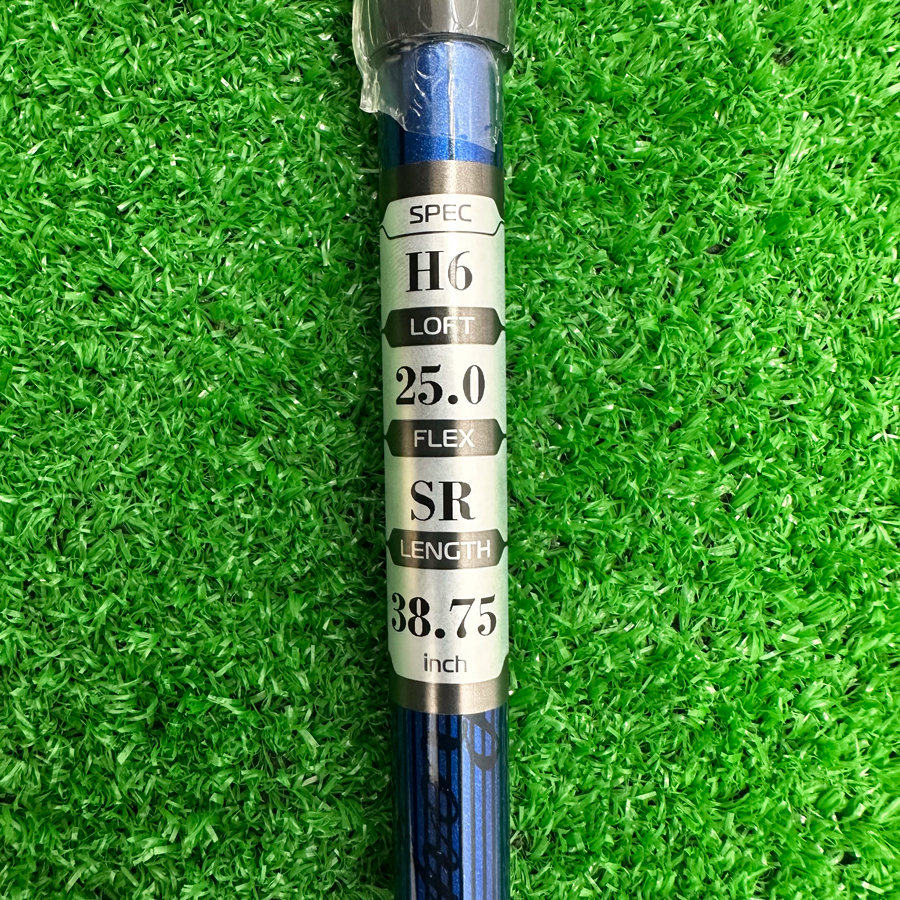 SPEC
H6
LOFT
25.0
FLEX
SR
LENGTH
38.75
inch